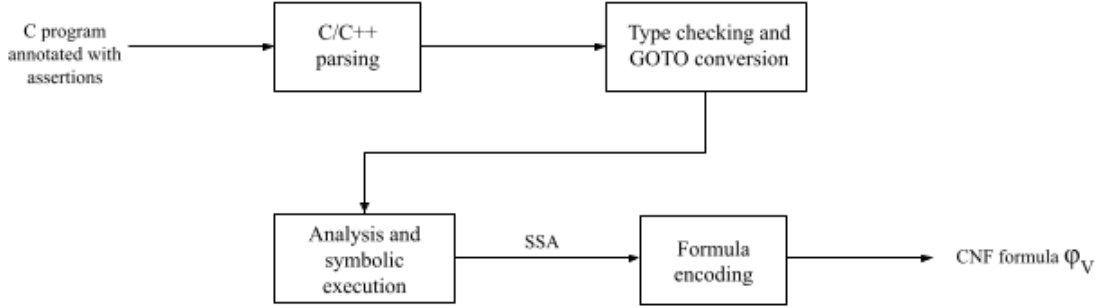 C program
annotated with
assertions
C/C++
parsing
Type checking and
GOTO conversion
Analysis and
symbolic
execution
SSA
Formula
encoding
CNF formula φV